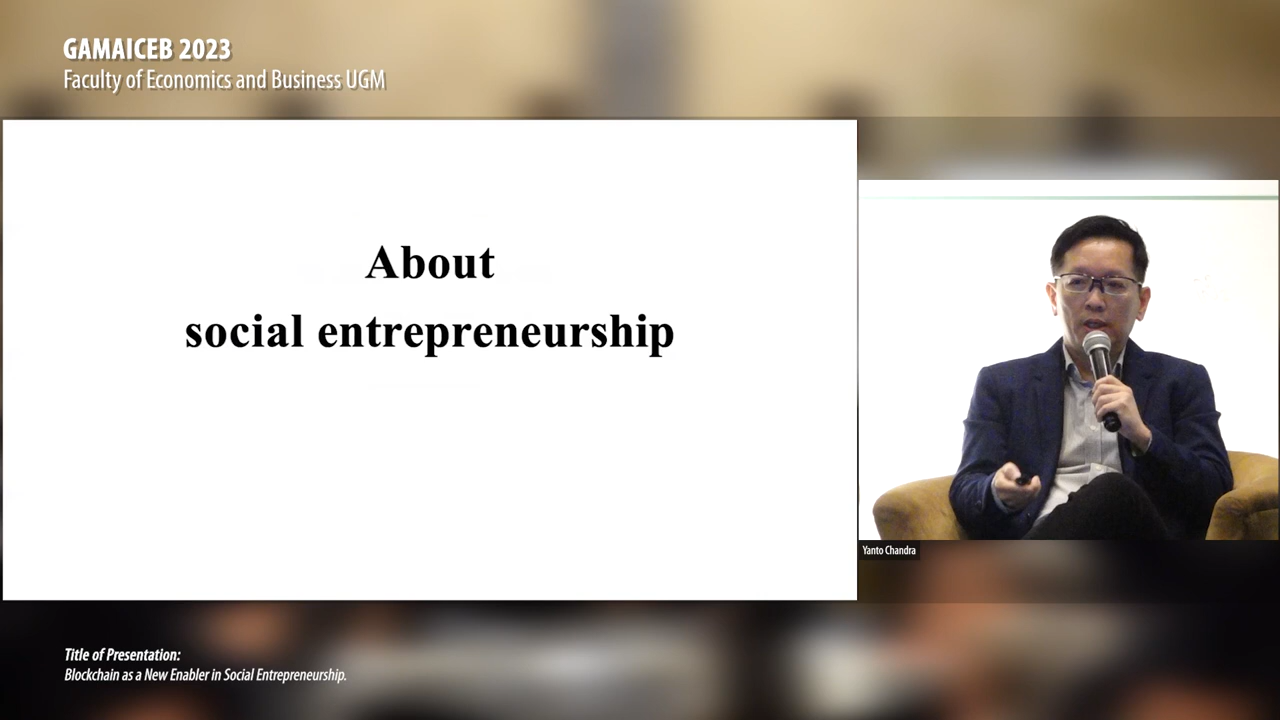 GAMAICEB 2023
Faculty of Economics and Business UGM
About
social entrepreneurship
Yanto Chandra
Title of Presentation:
Blockchain as a New Enabler in Social Entrepreneurship.